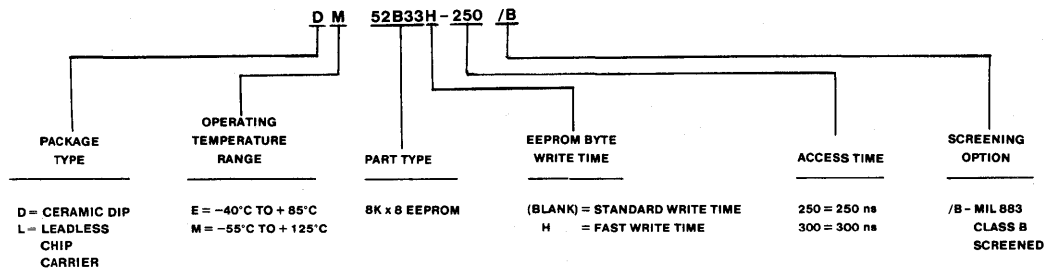 D M 52B33H-250 /B
PACKAGE
TYPE
D = CERAMIC DIP
L = LEADLESS
CHIP
CARRIER
OPERATING
TEMPERATURE
RANGE
E = -40°C TO + 85°C
M = -55°C TO + 125°C
PART TYPE
8K x 8 EEPROM
EEPROM BYTE
WRITE TIME
(BLANK) = STANDARD WRITE TIME
H = FAST WRITE TIME
ACCESS TIME
250 = 250 ns
300 = 300 ns
SCREENING
OPTION
/B - MIL 883
CLASS B
SCREENED